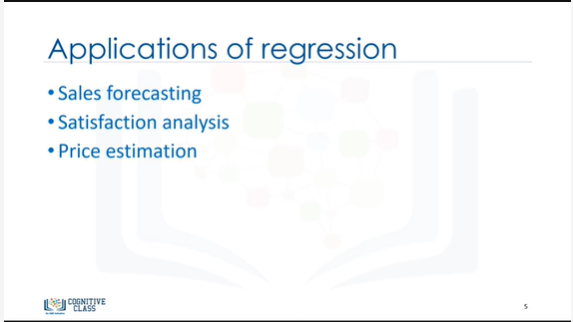 Applications of regression
• Sales forecasting
• Satisfaction analysis
• Price estimation
COGNITIVE
CLASS
5